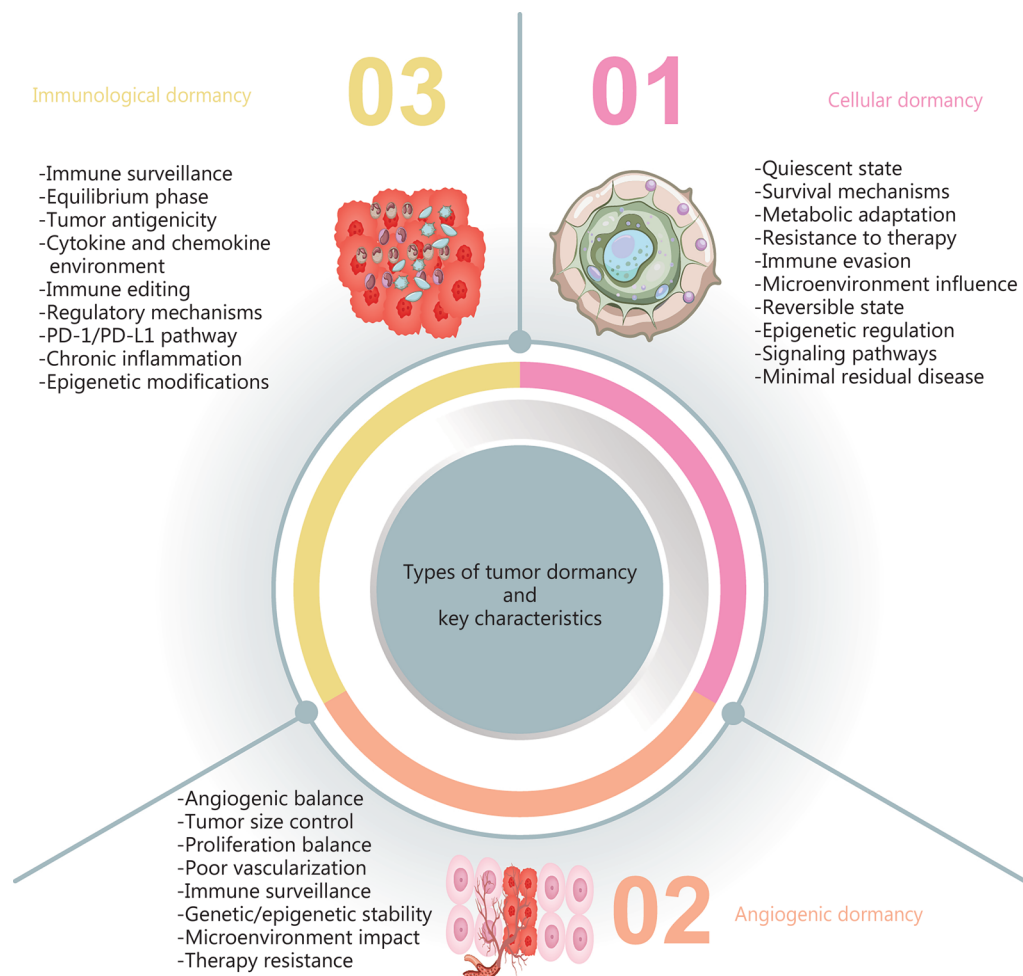 03
Immunological dormancy
-Immune surveillance
-Equilibrium phase
-Tumor antigenicity
-Cytokine and chemokine
environment
-Immune editing
-Regulatory mechanisms
-PD-1/PD-L1 pathway
-Chronic inflammation
-Epigenetic modifications
01
Cellular dormancy
-Quiescent state
-Survival mechanisms
-Metabolic adaptation
-Resistance to therapy
-Immune evasion
-Microenvironment influence
-Reversible state
-Epigenetic regulation
-Signaling pathways
-Minimal residual disease
Types of tumor dormancy
and
key characteristics
-Angiogenic balance
-Tumor size control
-Proliferation balance
-Poor vascularization
-Immune surveillance
-Genetic/epigenetic stability
-Microenvironment impact
-Therapy resistance
02
Angiogenic dormancy